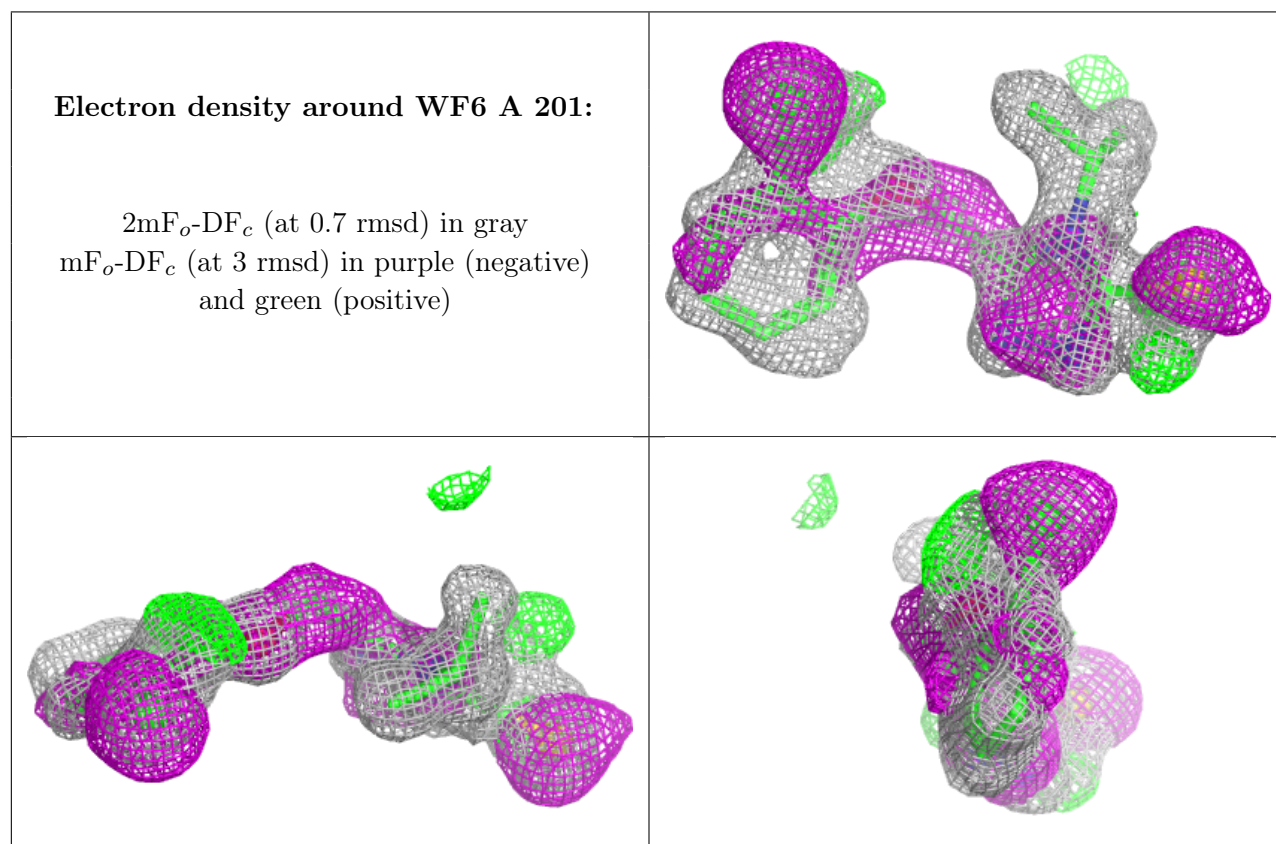 Electron density around WF6 A 201:
2mFo-DFc (at 0.7 rmsd) in gray
mFo-DFc (at 3 rmsd) in purple (negative)
and green (positive)